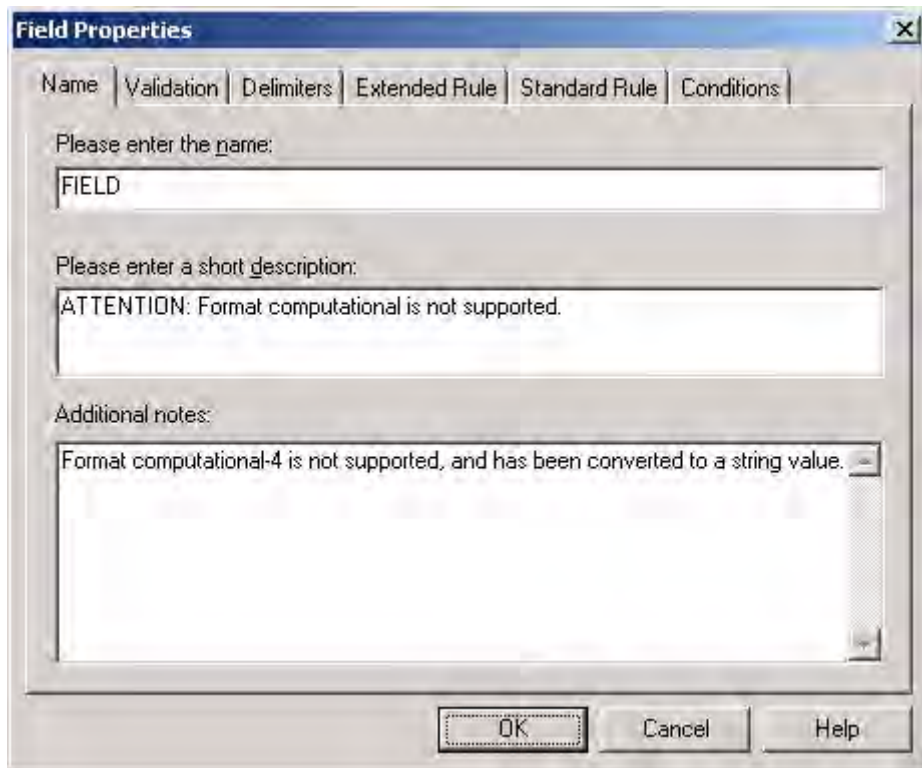 Field Properties
Name Validation Delimiters Extended Rule Standard Rule Conditions
Please enter the name:
FIELD
Please enter a short description:
ATTENTION: Format computational is not supported.
Additional notes:
Format computational-4 is not supported, and has been converted to a string value.
OK Cancel Help